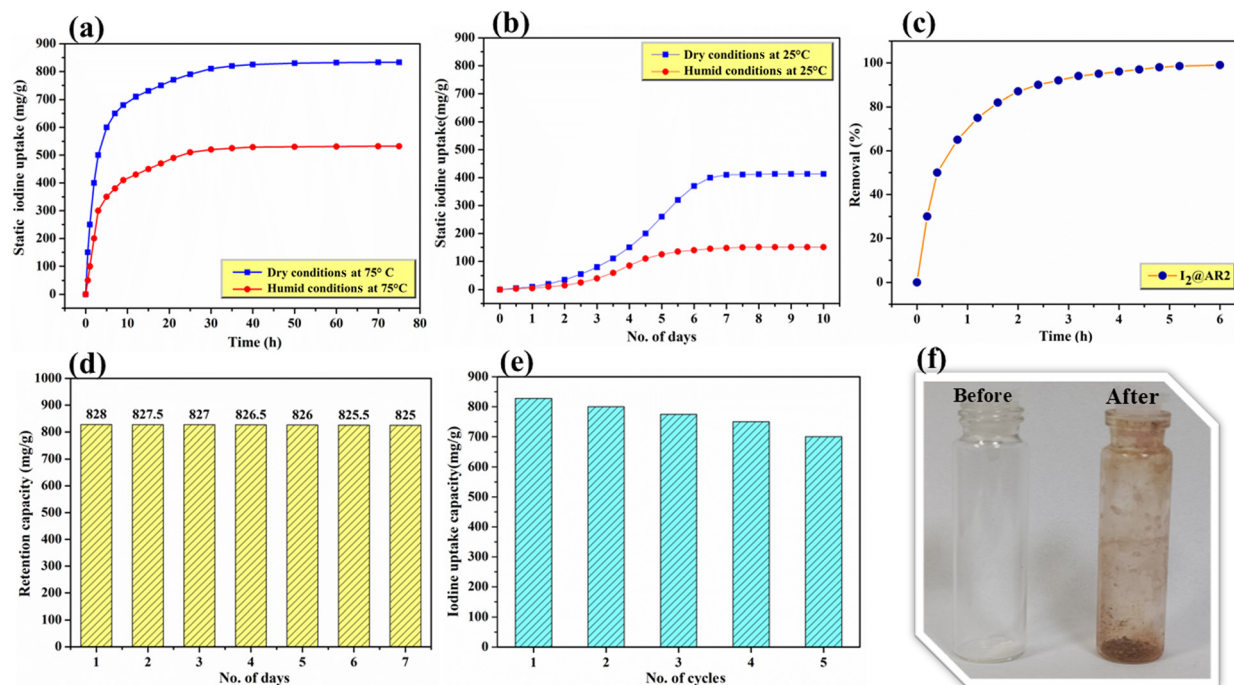 (a)
900
800
700
600
500
400
300
200
100
0
Static iodine uptake (mg/g)
Dry conditions at 75° C
Humid conditions at 75°C
0 10 20 30 40 50 60 70 80
Time (h)
(b)
900
800
700
600
500
400
300
200
100
0
Static iodine uptake(mg/g)
Dry conditions at 25°C
Humid conditions at 25°C
0 1 2 3 4 5 6 7 8 9 10
No. of days
(c)
100
80
60
40
20
0
Removal (%)
I2@AR2
0 1 2 3 4 5 6
Time (h)
(d)
1000
900
800
700
600
500
400
300
200
100
0
Retention capacity (mg/g)
828 827.5 827 826.5 826 825.5 825
1 2 3 4 5 6 7
No. of days
(e)
900
800
700
600
500
400
300
200
100
0
Iodine uptake capacity(mg/g)
1 2 3 4 5
No. of cycles
(f)
Before After